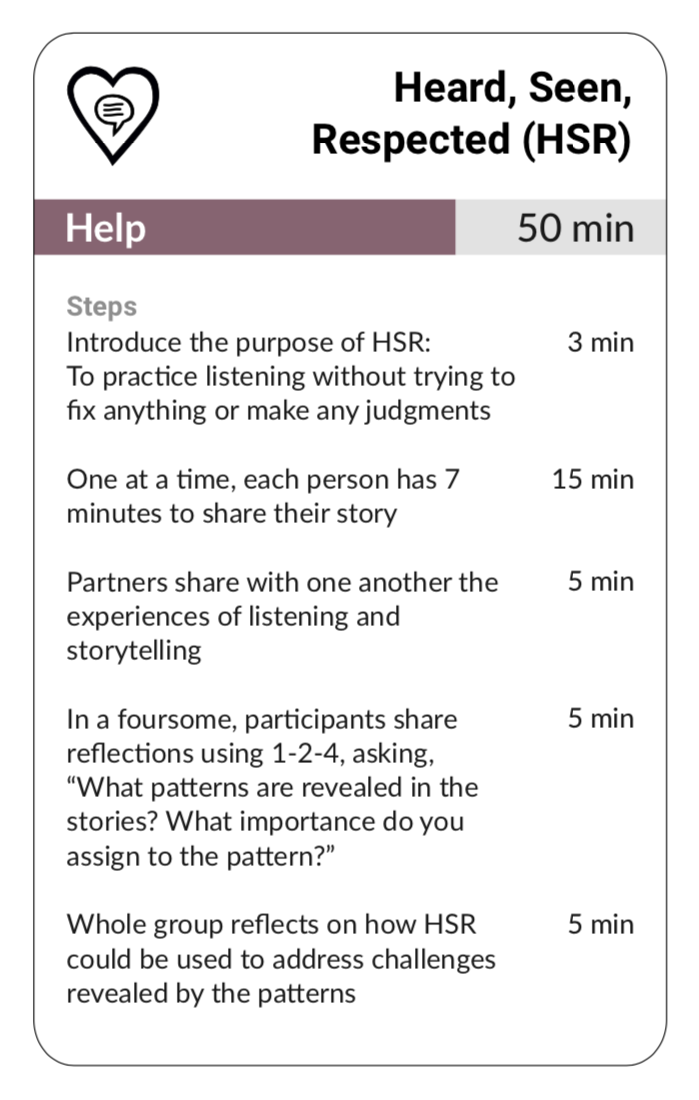 Heard, Seen,
Respected (HSR)
Help 50 min
Steps
Introduce the purpose of HSR: 3 min
To practice listening without trying to
fix anything or make any judgments
One at a time, each person has 7 15 min
minutes to share their story
Partners share with one another the 5 min
experiences of listening and
storytelling
In a foursome, participants share 5 min
reflections using 1-2-4, asking,
“What patterns are revealed in the
stories? What importance do you
assign to the pattern?”
Whole group reflects on how HSR 5 min
could be used to address challenges
revealed by the patterns